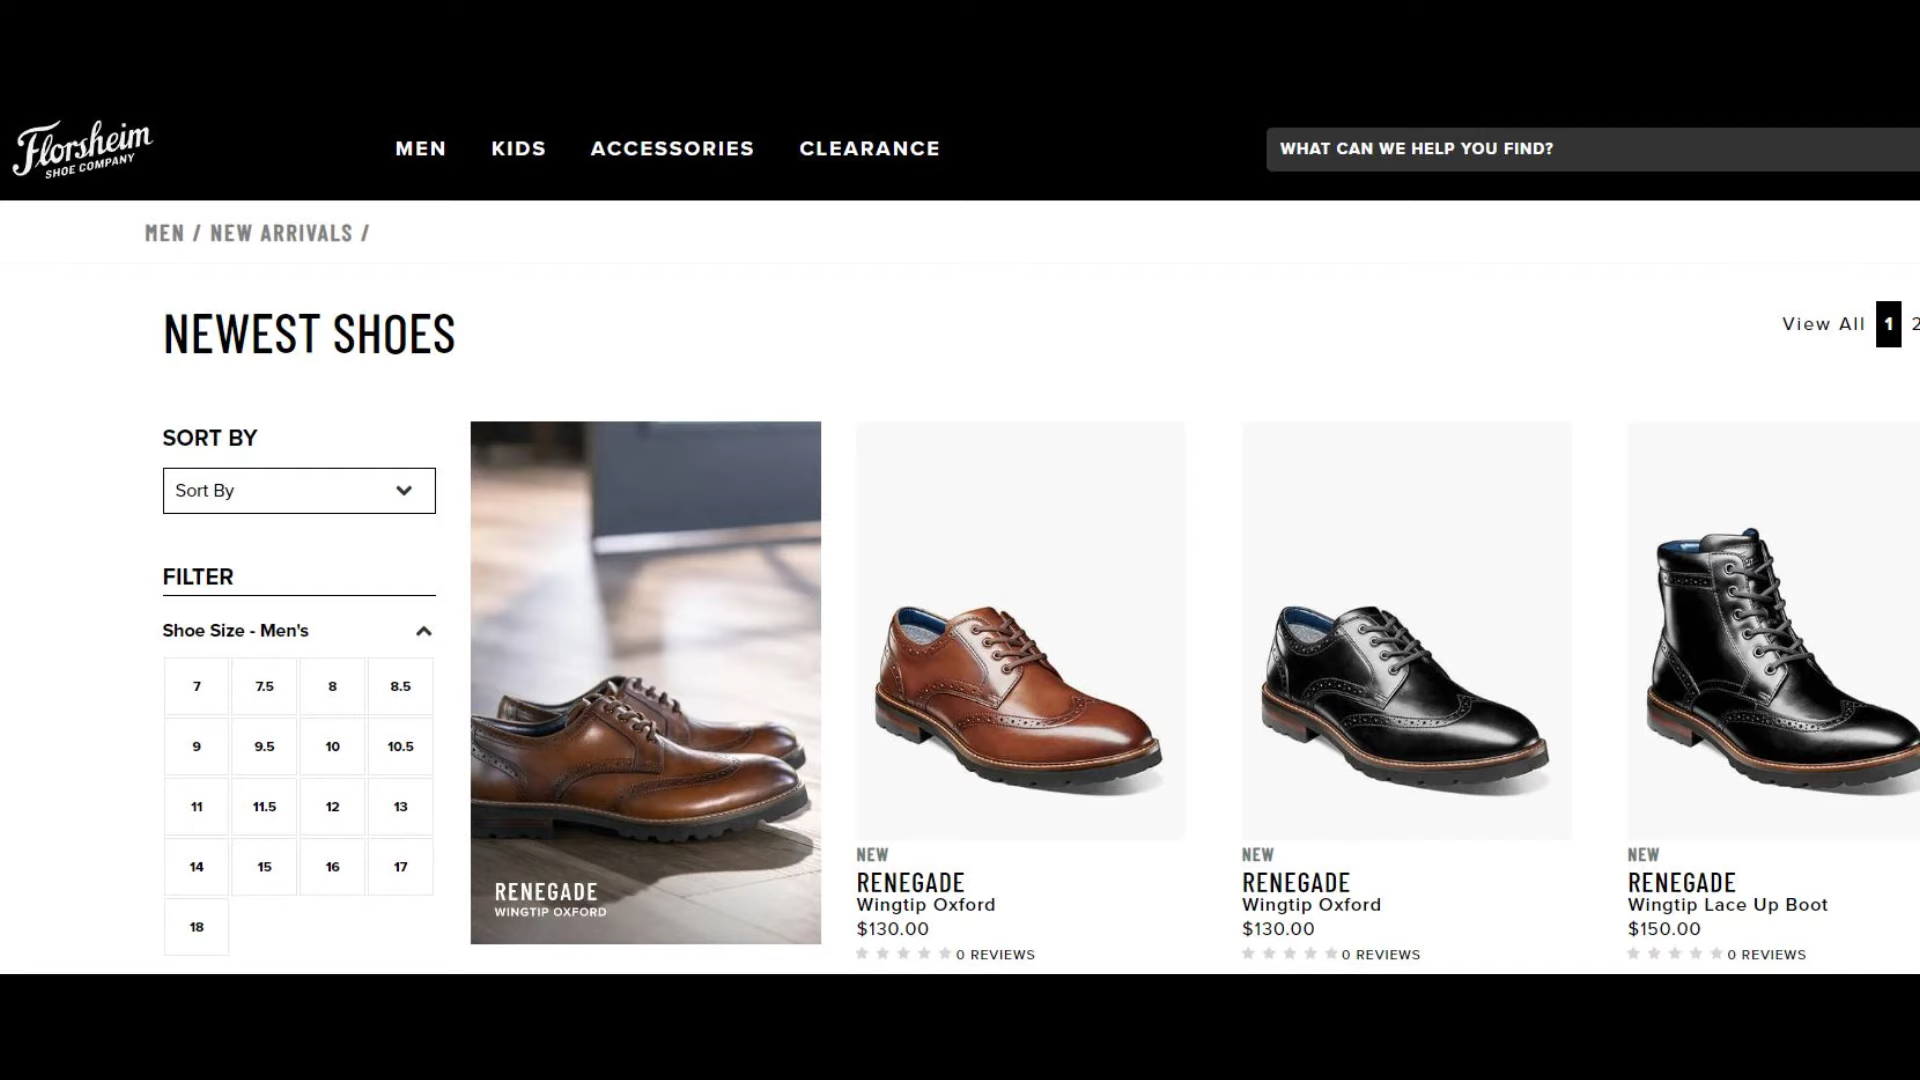 Florsheim
SHOE COMPANY
MEN KIDS ACCESSORIES CLEARANCE
WHAT CAN WE HELP YOU FIND?
MEN / NEW ARRIVALS /
NEWEST SHOES
View All 1 2
SORT BY
Sort By
FILTER
Shoe Size - Men's
7 7.5 8 8.5
9 9.5 10 10.5
11 11.5 12 13
14 15 16 17
18
RENEGADE
WINGTIP OXFORD
NEW
RENEGADE
Wingtip Oxford
$130.00
0 REVIEWS
NEW
RENEGADE
Wingtip Oxford
$130.00
0 REVIEWS
NEW
RENEGADE
Wingtip Lace Up Boot
$150.00
0 REVIEWS